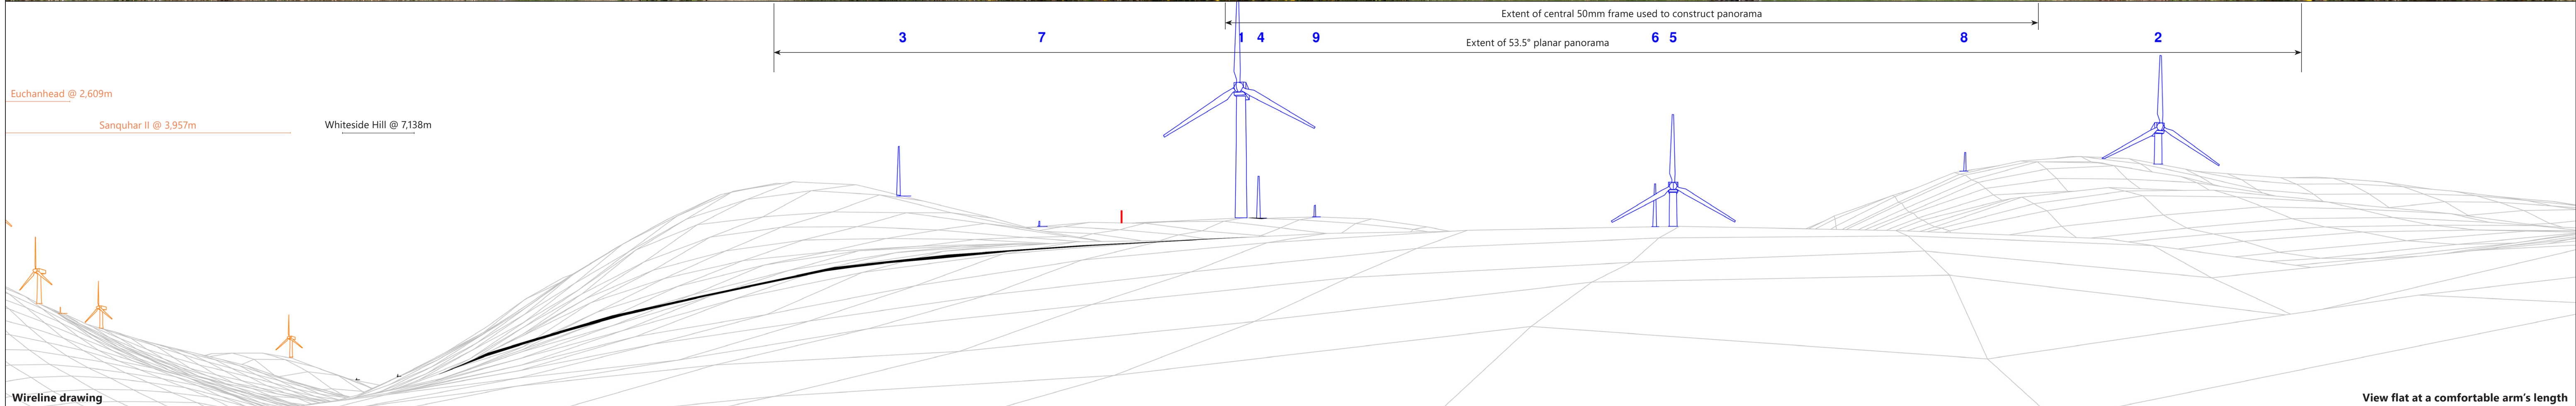 Extent of central 50mm frame used to construct panorama
3 7 1 4 9 6 5 8 2
Extent of 53.5° planar panorama
Euchanhead @ 2,609m
Sanquhar II @ 3,957m
Whiteside Hill @ 7,138m
Wireline drawing
View flat at a comfortable arm's length